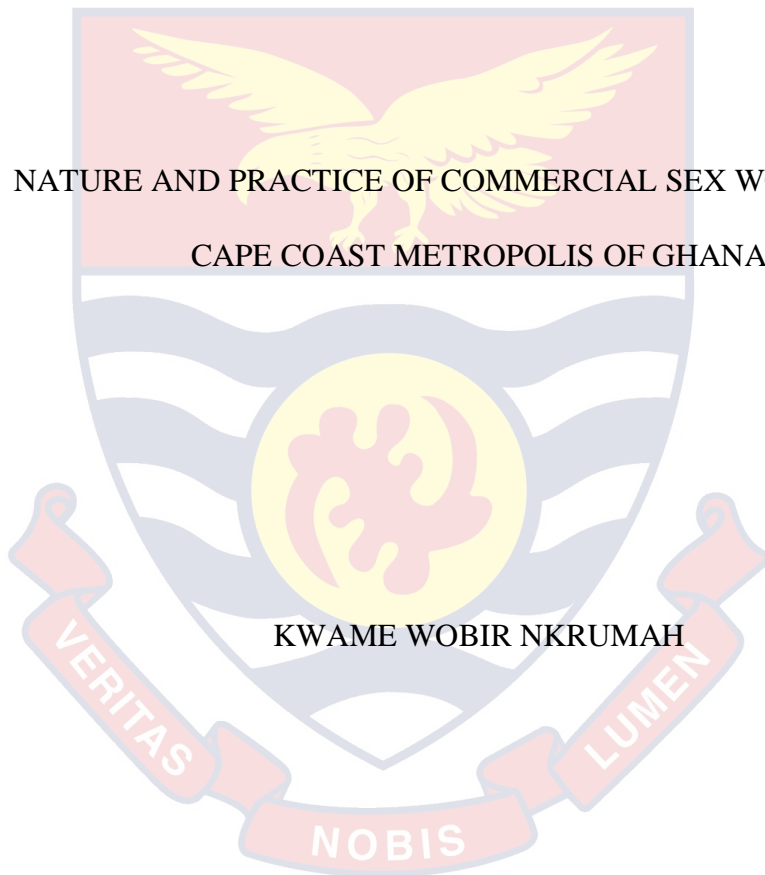 NATURE AND PRACTICE OF COMMERCIAL SEX
CAPE COAST METROPOLIS OF GHANA
KWAME WOBIR NKRUMAH
VERITAS
NOBIS
LUMEN